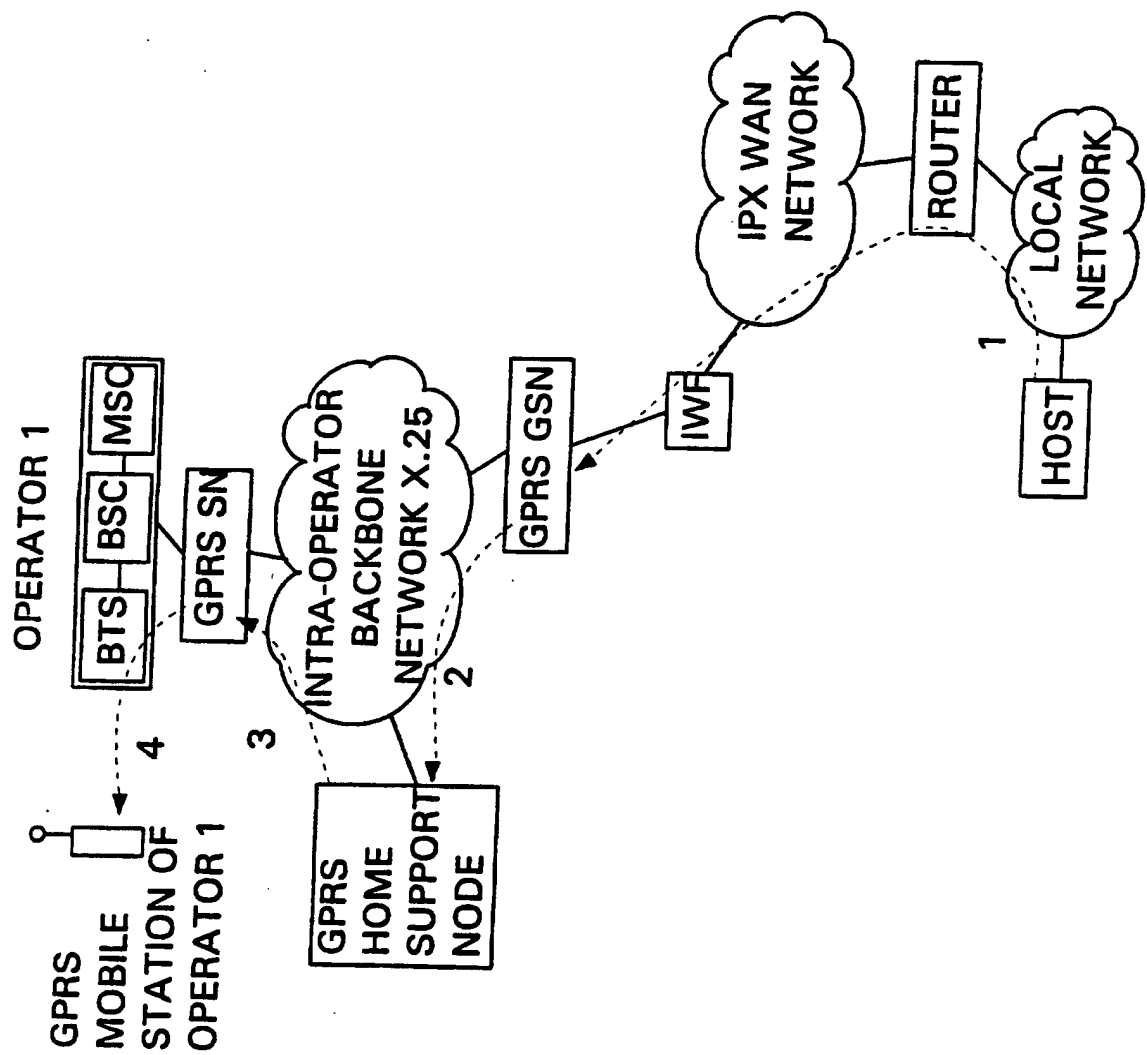 OPERATOR 1
BTS
BSC
MSC
GPRS SN
GPRS
MOBILE
STATION OF
OPERATOR 1
4
3
INTRA-OPERATOR
BACKBONE
NETWORK X.25
2
GPRS
HOME
SUPPORT
NODE
GPRS GSN
IWF
IPX WAN
NETWORK
ROUTER
1
LOCAL
NETWORK
HOST